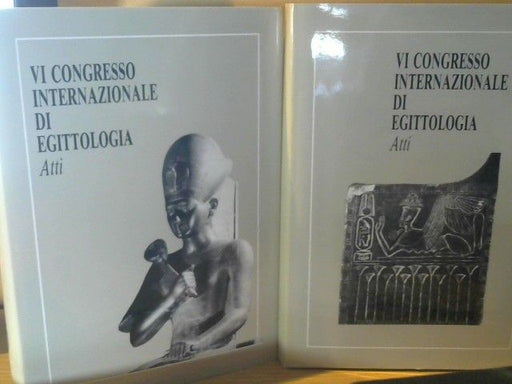 VI CONGRESSO
INTERNAZIONALE
DI
EGITTOLOGIA
Atti
VI CONGRESSO
INTERNAZIONALE
DI
EGITTOLOGIA
Atti